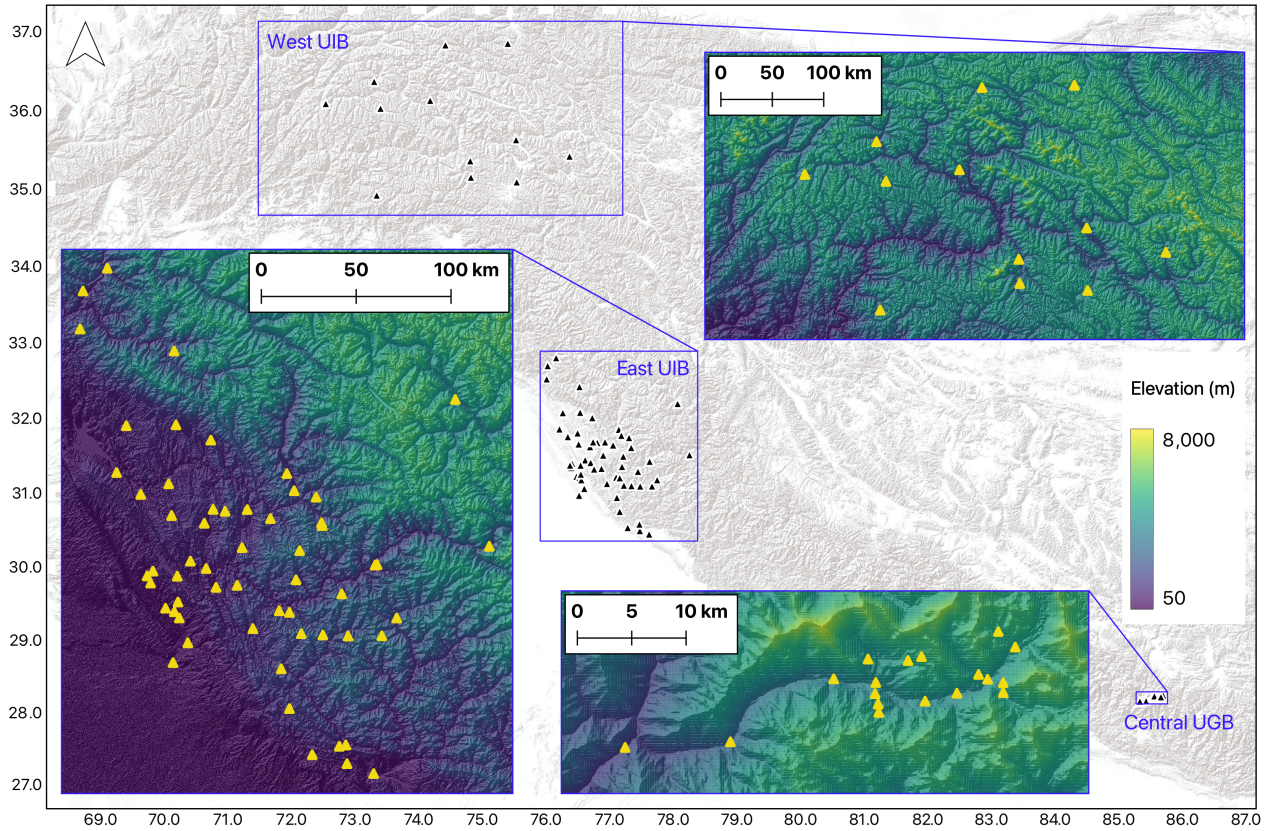 37.0
36.0
35.0
34.0
33.0
32.0
31.0
30.0
29.0
28.0
27.0
West UIB
0 50 100 km
0 50 100 km
East UIB
Elevation (m)
8,000
50
0 5 10 km
Central UGB
69.0 70.0 71.0 72.0 73.0 74.0 75.0 76.0 77.0 78.0 79.0 80.0 81.0 82.0 83.0 84.0 85.0 86.0 87.0